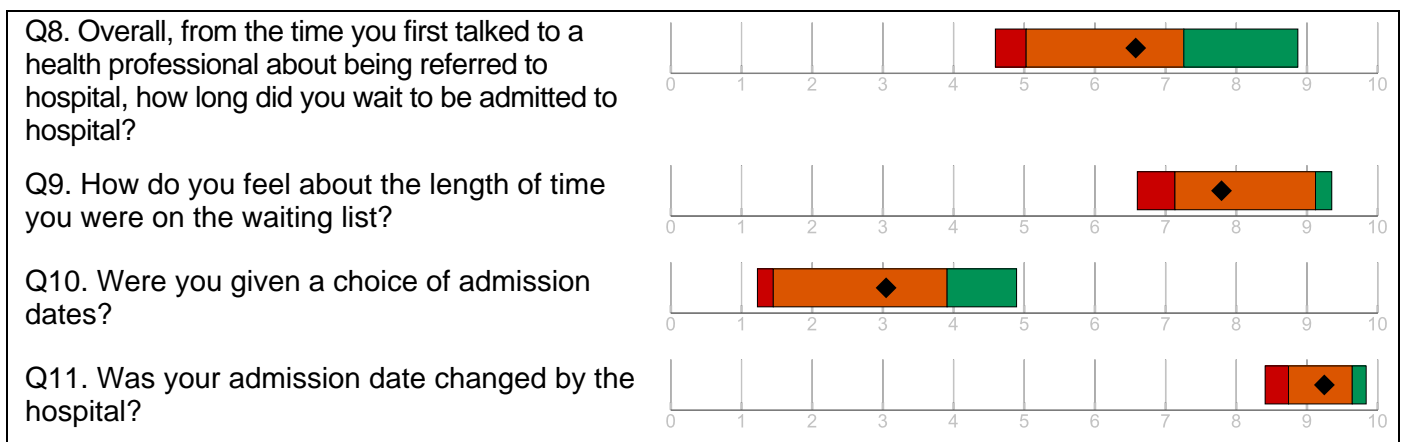 Q8. Overall, from the time you first talked to a
health professional about being referred to
hospital, how long did you wait to be admitted to
hospital?
0 1 2 3 4 5 6 7 8 9 10
Q9. How do you feel about the length of time
you were on the waiting list?
0 1 2 3 4 5 6 7 8 9 10
Q10. Were you given a choice of admission
dates?
0 1 2 3 4 5 6 7 8 9 10
Q11. Was your admission date changed by the
hospital?
0 1 2 3 4 5 6 7 8 9 10